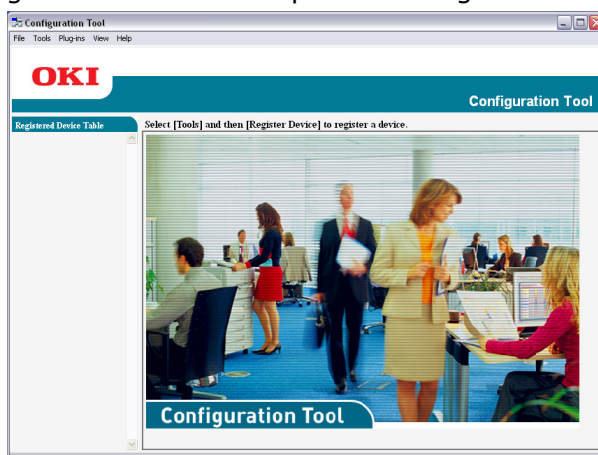 Configuration Tool
File Tools Plug-ins View Help
OKI
Configuration Tool
Registered Device Table
Select [Tools] and then [Register Device] to register a device.
Configuration Tool